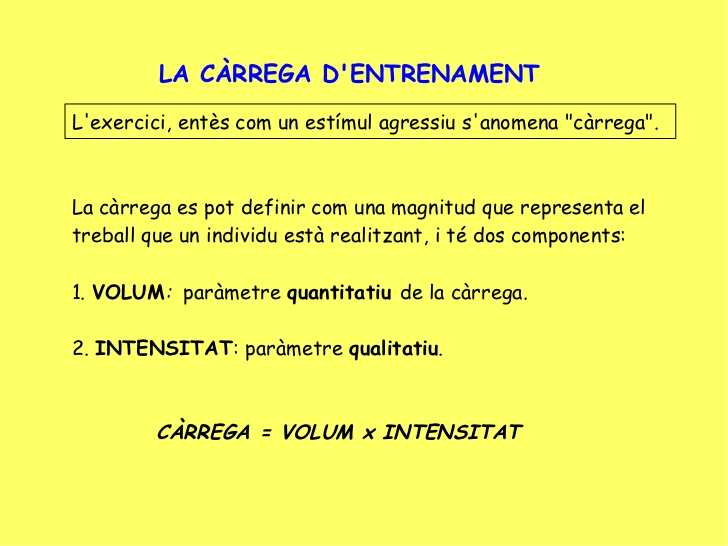 LA CÀRREGA D'ENTRENAMENT
L'exercici, entès com un estímul agressiu s'anomena "càrrega".
La càrrega es pot definir com una magnitud que representa el
treball que un individu està realitzant, i té dos components:
1. VOLUM: paràmetre quantitatiu de la càrrega.
2. INTENSITAT: paràmetre qualitatiu.
CÀRREGA = VOLUM x INTENSITAT